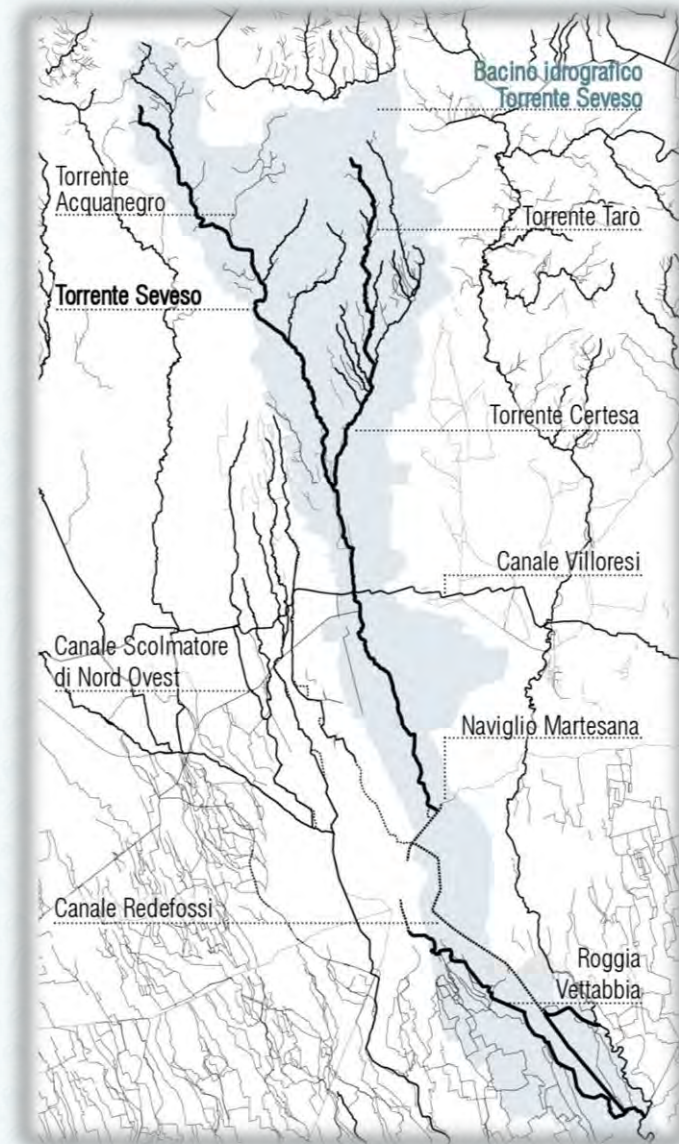 Bacino idrografico
Torrente Seveso
Torrente
Acquanegro
Torrente Tarò
Torrente Seveso
Torrente Certesa
Canale Villoresi
Canale Scolmatore
di Nord Ovest
Naviglio Martesana
Canale Redefossi
Roggia
Vettabbia